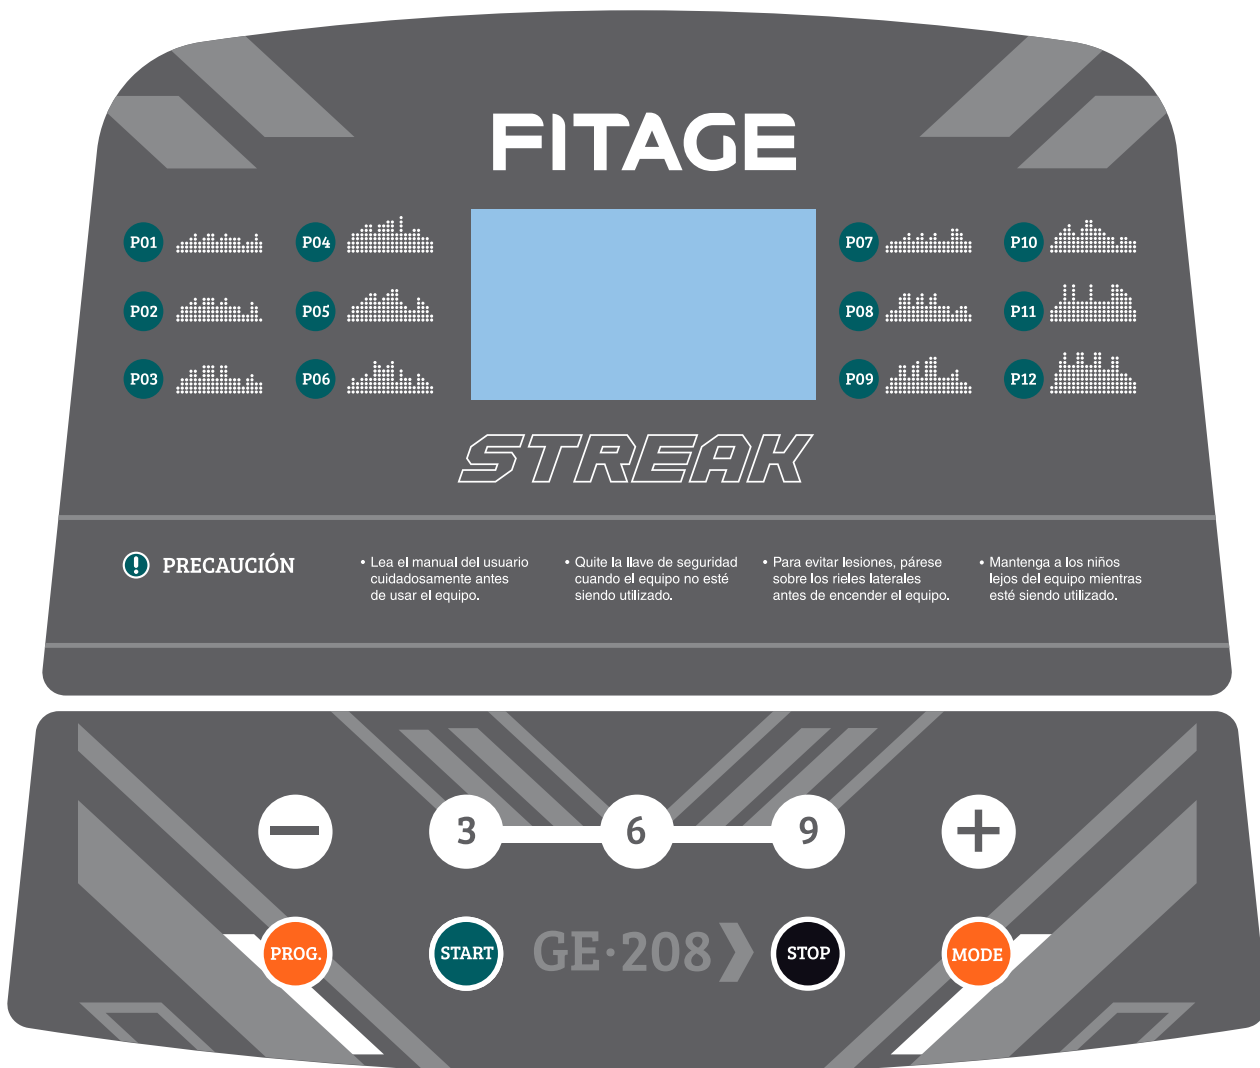 FITAGE
P01
P04
P07
P10
P02
P05
P08
P11
P03
P06
P09
P12
STREAK
! PRECAUCIÓN
• Lea el manual del usuario
cuidadosamente antes
de usar el equipo.
• Quite la llave de seguridad
cuando el equipo no esté
siendo utilizado.
• Para evitar lesiones, párese
sobre los rieles laterales
antes de encender el equipo.
• Mantenga a los niños
lejos del equipo mientras
esté siendo utilizado.
— 3 6 9 +
PROG. START GE·208 STOP MODE